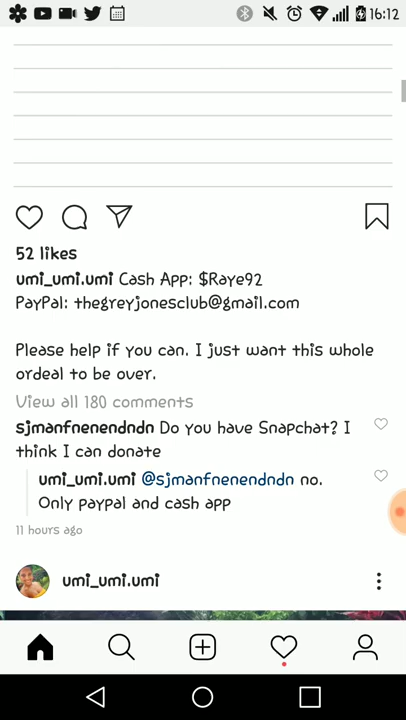 16:12
52 likes
umi_umi.umi Cash App: $Raye92
PayPal: thegreyjonesclub@gmail.com
Please help if you can. I just want this whole
ordeal to be over.
View all 180 comments
sjmanfnenendndn Do you have Snapchat? I
think I can donate
umi_umi.umi @sjmanfnenendndn no.
Only paypal and cash app
11 hours ago
umi_umi.umi